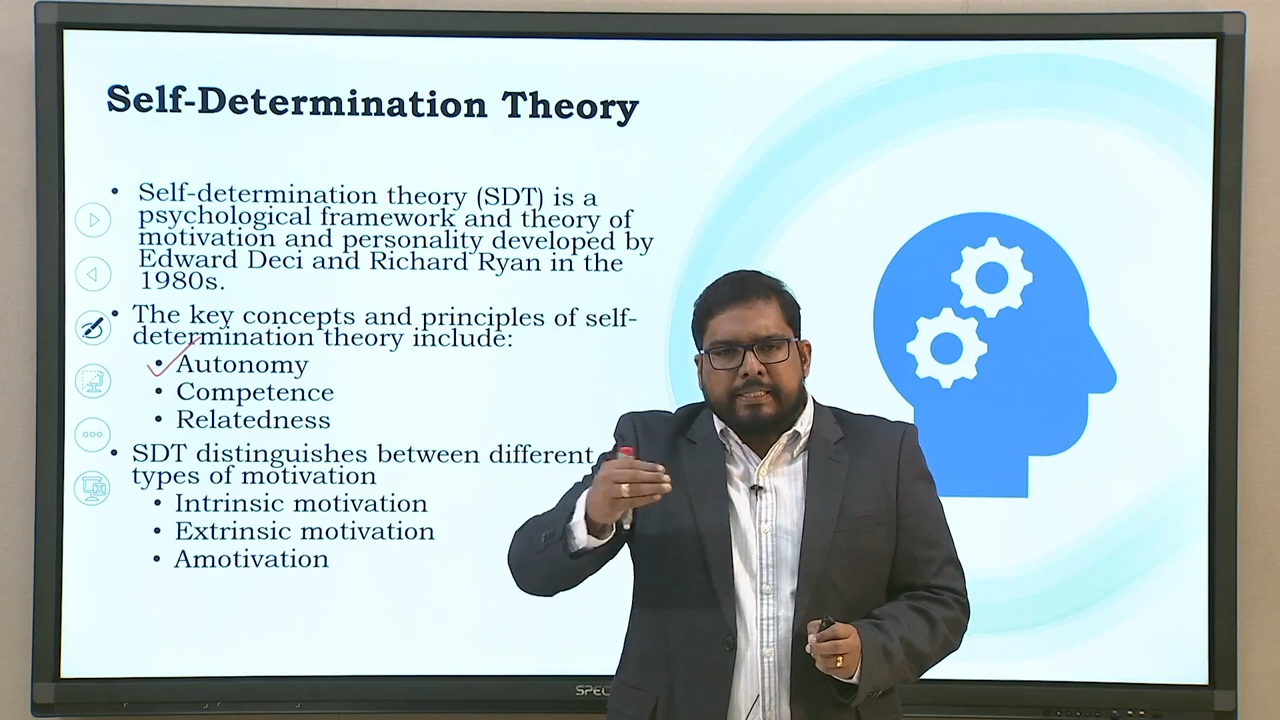 Self-Determination Theory
• Self-determination theory (SDT) is a
psychological framework and theory of
motivation and personality developed by
Edward Deci and Richard Ryan in the
1980s.
• The key concepts and principles of self-
determination theory include:
• Autonomy
• Competence
• Relatedness
• SDT distinguishes between different
types of motivation
• Intrinsic motivation
• Extrinsic motivation
• Amotivation
SPEC